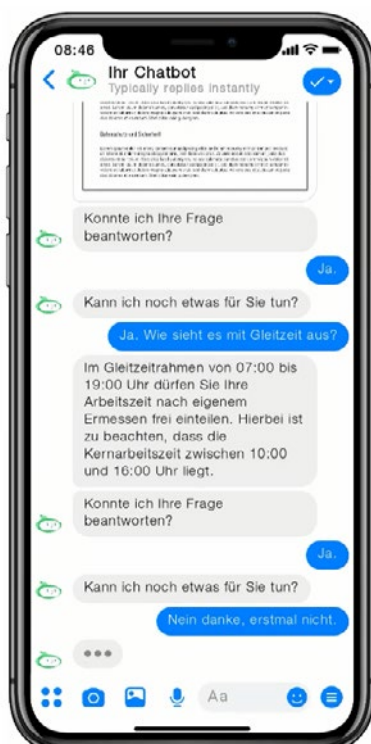 08:46
Ihr Chatbot
Typically replies instantly
Datenschutz und Sicherheit
Konnte ich Ihre Frage
beantworten?
Ja.
Kann ich noch etwas für Sie tun?
Ja. Wie sieht es mit Gleitzeit aus?
Im Gleitzeitrahmen von 07:00 bis
19:00 Uhr dürfen Sie Ihre
Arbeitszeit nach eigenem
Ermessen frei einteilen. Hierbei ist
zu beachten, dass die
Kernarbeitszeit zwischen 10:00
und 16:00 Uhr liegt.
Konnte ich Ihre Frage
beantworten?
Ja.
Kann ich noch etwas für Sie tun?
Nein danke, erstmal nicht.
Aa